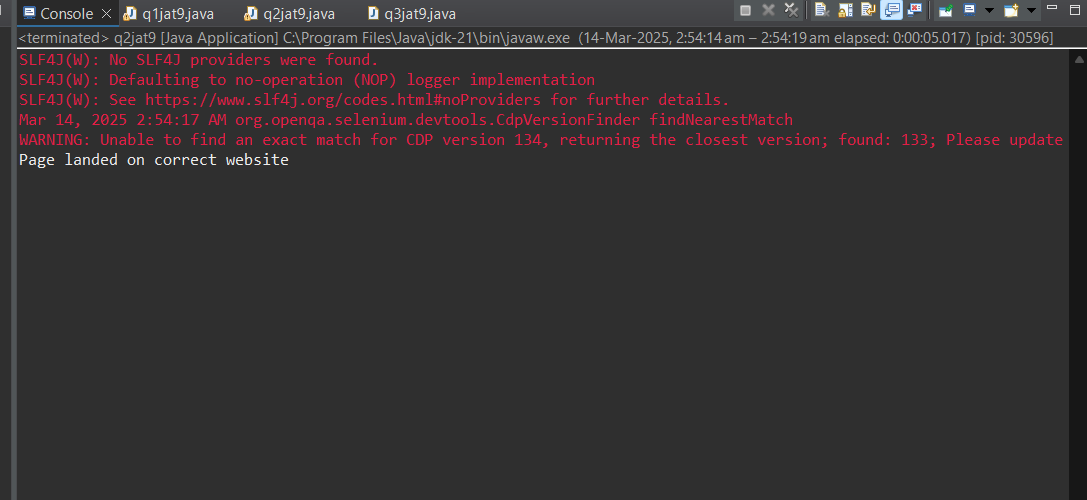 Console q1jat9.java q2jat9.java q3jat9.java
<terminated> q2jat9 [Java Application] C:\Program Files\Java\jdk-21\bin\javaw.exe (14-Mar-2025, 2:54:14 am – 2:54:19 am elapsed: 0:00:05.017) [pid: 30596]
SLF4J(W): No SLF4J providers were found.
SLF4J(W): Defaulting to no-operation (NOP) logger implementation
SLF4J(W): See https://www.slf4j.org/codes.html#noProviders for further details.
Mar 14, 2025 2:54:17 AM org.openqa.selenium.devtools.CdpVersionFinder findNearestMatch
WARNING: Unable to find an exact match for CDP version 134, returning the closest version; found: 133; Please update
Page landed on correct website